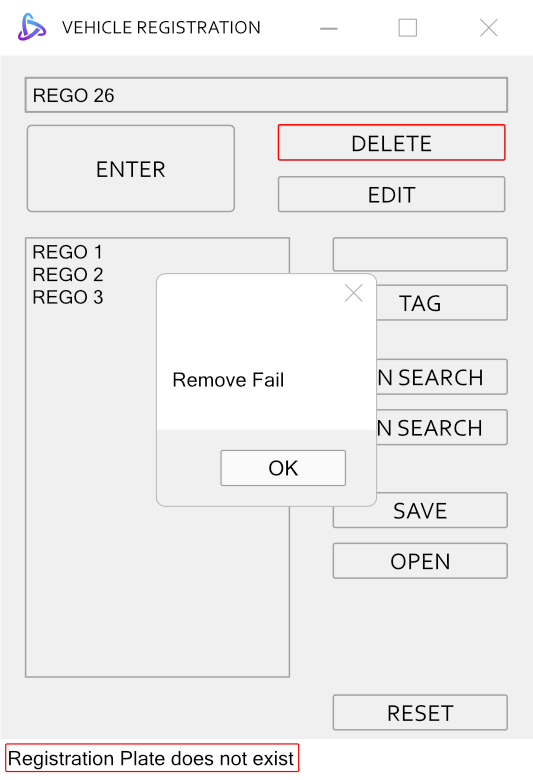 VEHICLE REGISTRATION
REGO 26
ENTER
DELETE
EDIT
REGO 1
REGO 2
REGO 3
TAG
Remove Fail
N SEARCH
N SEARCH
OK
SAVE
OPEN
RESET
Registration Plate does not exist